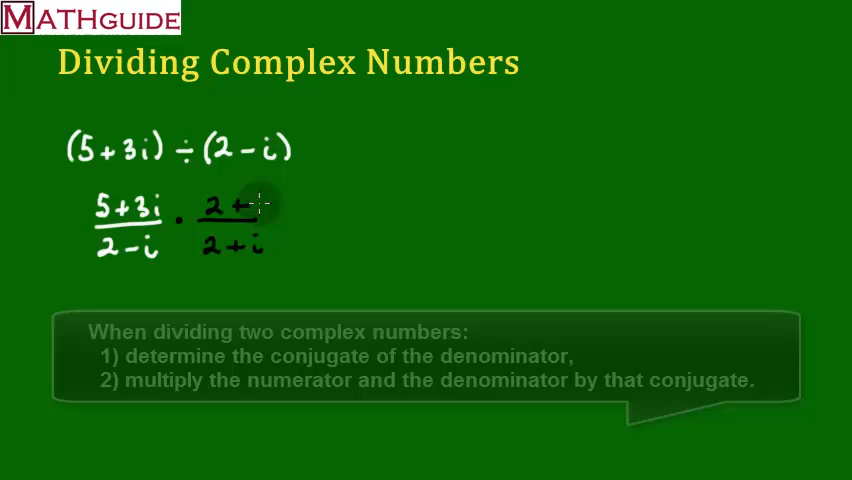 MATHGUIDE
Dividing Complex Numbers
(5+3i) ÷ (2-i)
5+3i / 2-i · 2+ / 2+i
When dividing two complex numbers:
1) determine the conjugate of the denominator,
2) multiply the numerator and the denominator by that conjugate.